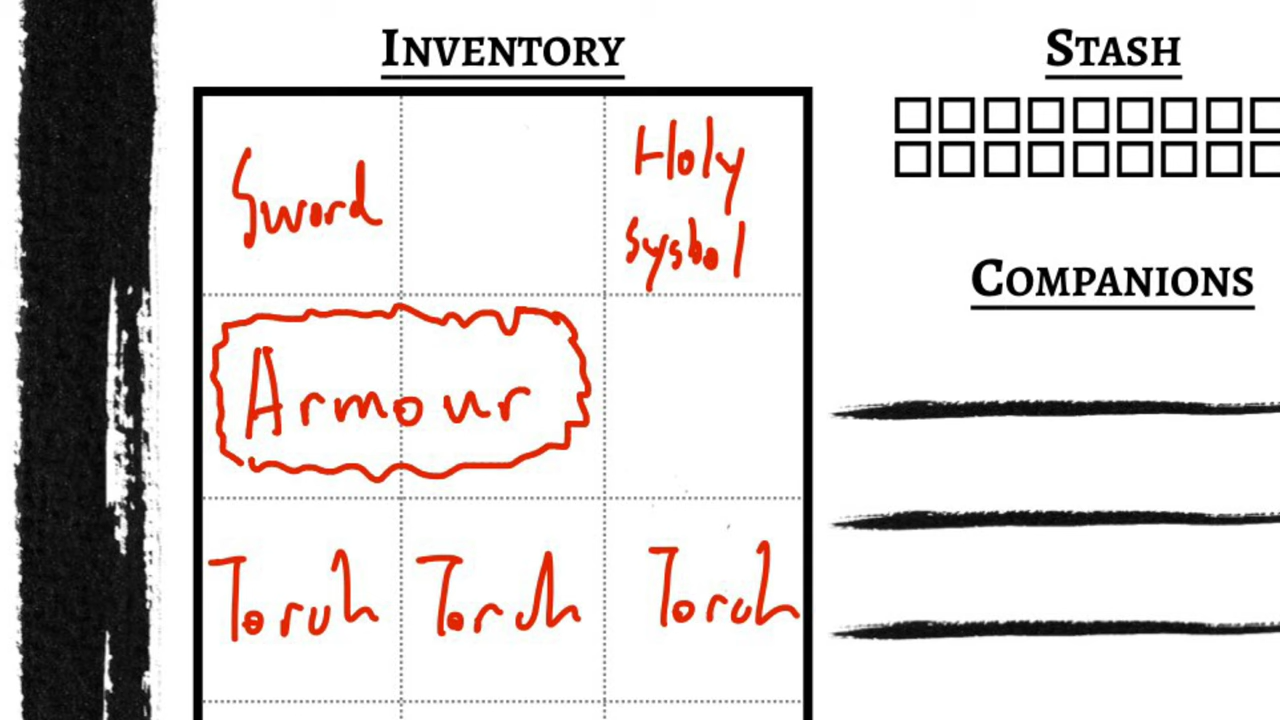 INVENTORY
STASH
Sword
Holy
Sysbol
COMPANIONS
Armour
Torch Torch Torch